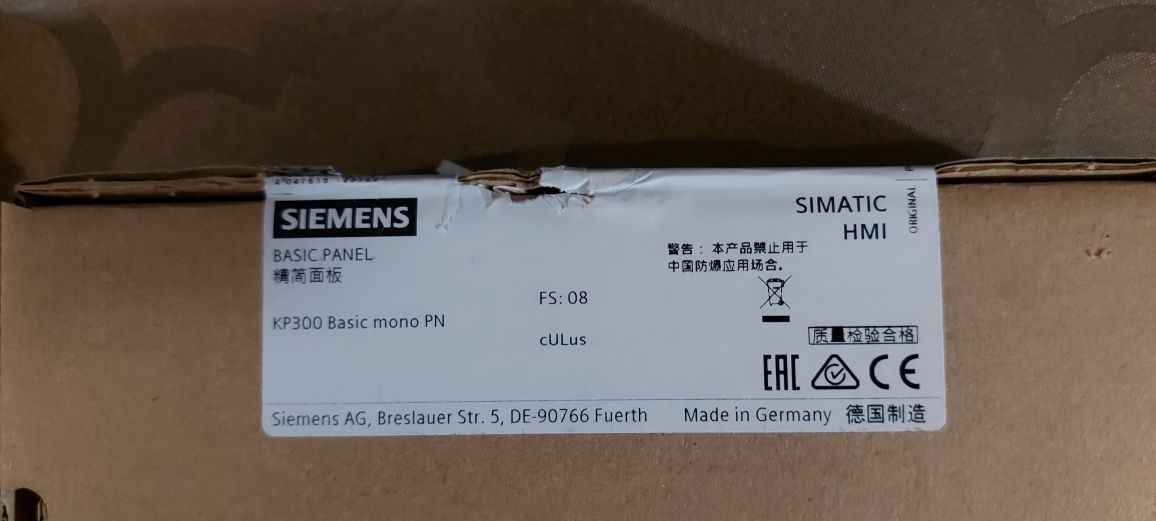 SIEMENS
SIMATIC
HMI
ORIGINAL
BASIC PANEL
精简面板
警告：本产品禁止用于
中国防爆应用场合。
FS: 08
KP300 Basic mono PN
cULus
质量检验合格
EAC
CE
Siemens AG, Breslauer Str. 5, DE-90766 Fuerth
Made in Germany 德国制造